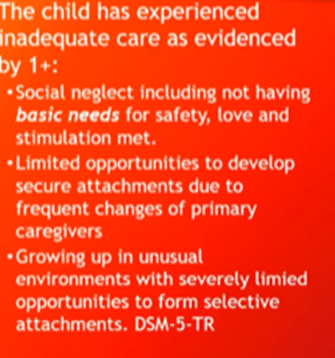 The child has experienced
inadequate care as evidenced
by 1+:
•Social neglect including not having
basic needs for safety, love and
stimulation met.
•Limited opportunities to develop
secure attachments due to
frequent changes of primary
caregivers
•Growing up in unusual
environments with severely limied
opportunities to form selective
attachments. DSM-5-TR